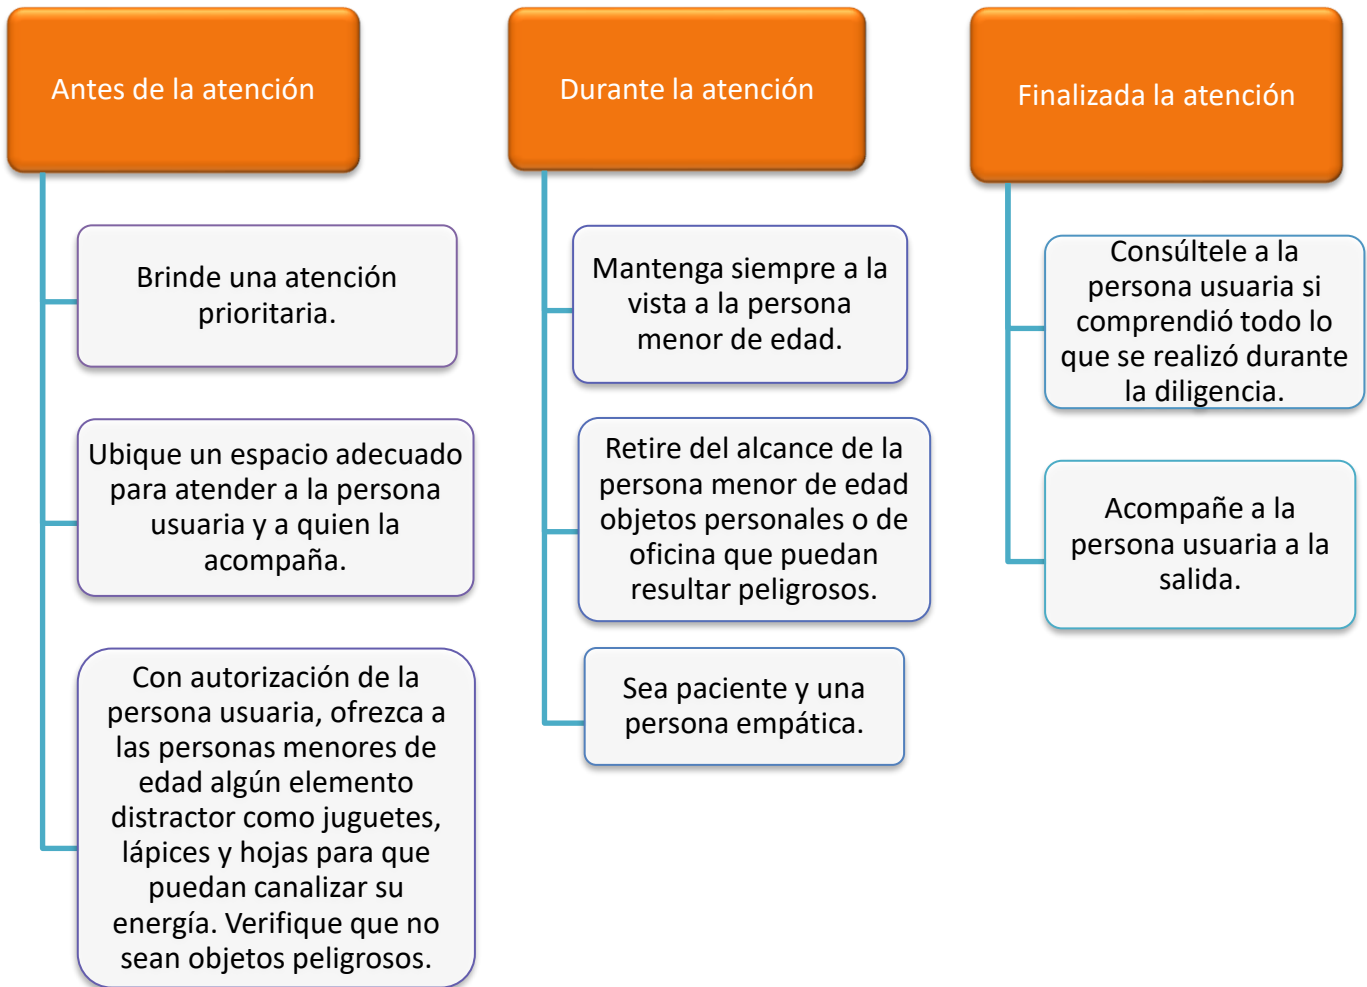 Antes de la atención
Brinde una atención
prioritaria.
Ubique un espacio adecuado
para atender a la persona
usuaria y a quien la
acompaña.
Con autorización de la
persona usuaria, ofrezca a
las personas menores de
edad algún elemento
distractor como juguetes,
lápices y hojas para que
puedan canalizar su
energía. Verifique que no
sean objetos peligrosos.
Durante la atención
Mantenga siempre a la
vista a la persona
menor de edad.
Retire del alcance de la
persona menor de edad
objetos personales o de
oficina que puedan
resultar peligrosos.
Sea paciente y una
persona empática.
Finalizada la atención
Consúltele a la
persona usuaria si
comprendió todo lo
que se realizó durante
la diligencia.
Acompañe a la
persona usuaria a la
salida.